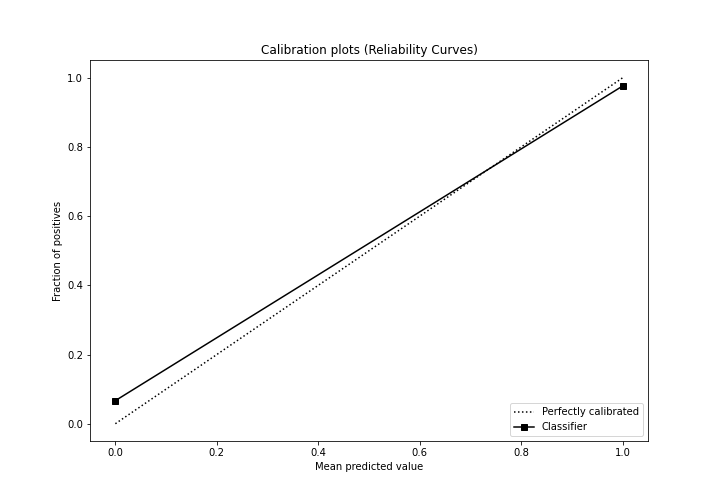 Calibration plots (Reliability Curves)
1.0
0.8
0.6
0.4
0.2
0.0
Fraction of positives
0.0 0.2 0.4 0.6 0.8 1.0
Mean predicted value
Perfectly calibrated
Classifier